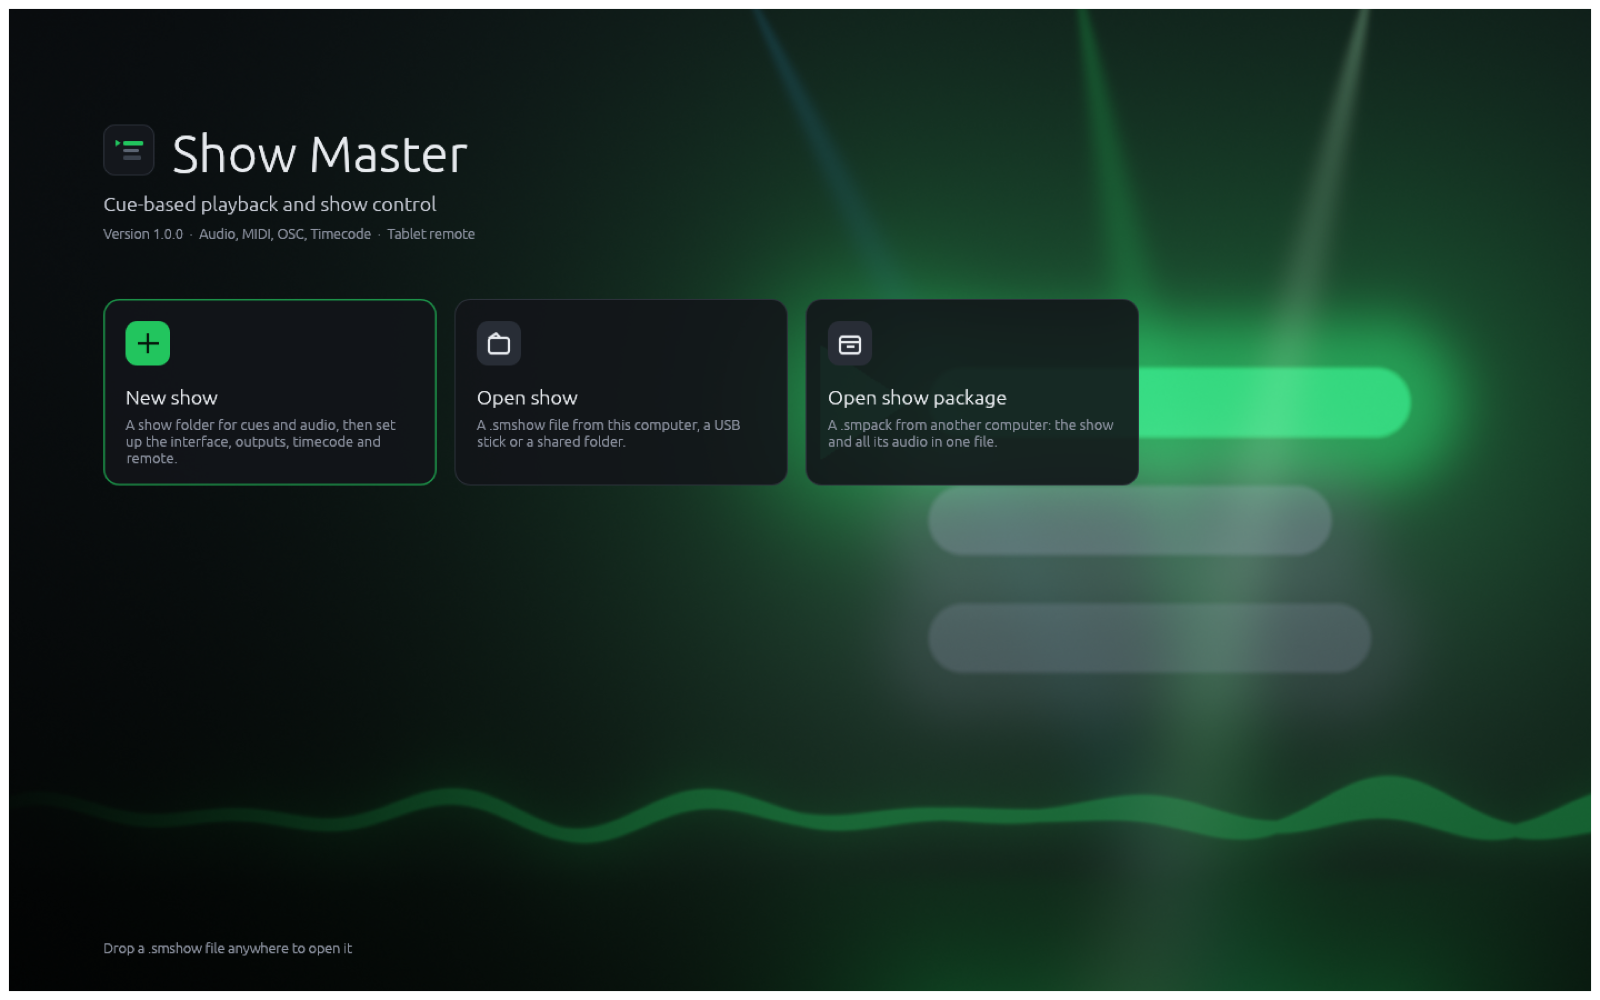 Show Master
Cue-based playback and show control
Version 1.0.0 · Audio, MIDI, OSC, Timecode · Tablet remote
New show
A show folder for cues and audio, then set
up the interface, outputs, timecode and
remote.
Open show
A .smshow file from this computer, a USB
stick or a shared folder.
Open show package
A .smpack from another computer: the show
and all its audio in one file.
Drop a .smshow file anywhere to open it